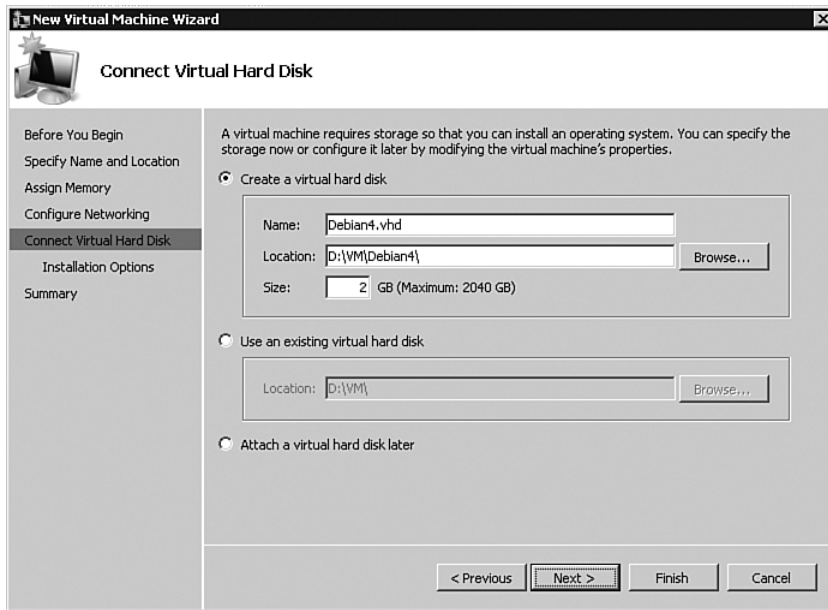 New Virtual Machine Wizard
Connect Virtual Hard Disk
Before You Begin
Specify Name and Location
Assign Memory
Configure Networking
Connect Virtual Hard Disk
Installation Options
Summary
A virtual machine requires storage so that you can install an operating system. You can specify the
storage now or configure it later by modifying the virtual machine's properties.
Create a virtual hard disk
Name: Debian4.vhd
Location: D:\VM\Debian4\ Browse...
Size: 2 GB (Maximum: 2040 GB)
Use an existing virtual hard disk
Location: D:\VM\ Browse...
Attach a virtual hard disk later
< Previous Next > Finish Cancel